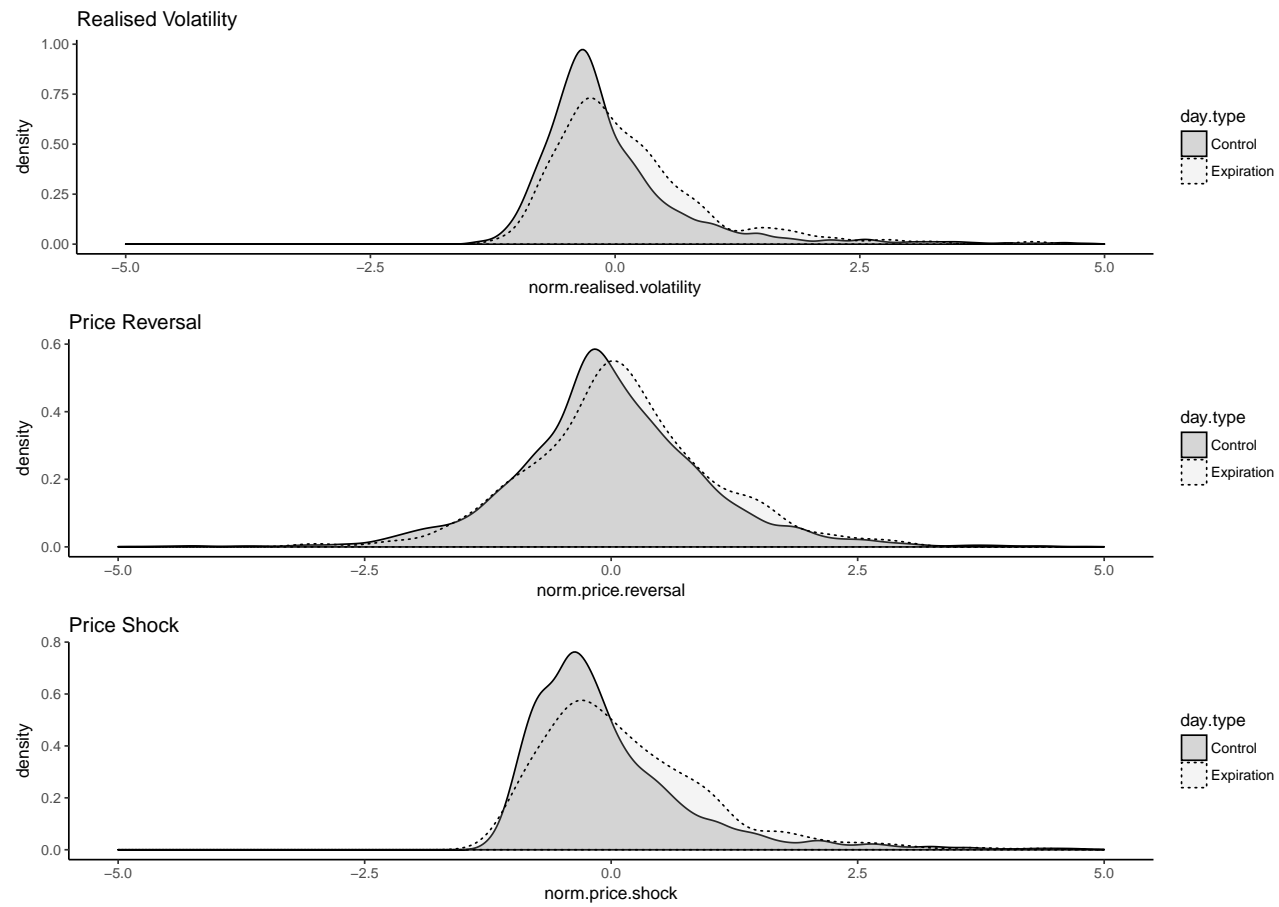 Realised Volatility
1.00
0.75
0.50
0.25
0.00
density
−5.0 −2.5 0.0 2.5 5.0
norm.realised.volatility
day.type
Control
Expiration
Price Reversal
0.6
0.4
0.2
0.0
density
−5.0 −2.5 0.0 2.5 5.0
norm.price.reversal
day.type
Control
Expiration
Price Shock
0.8
0.6
0.4
0.2
0.0
density
−5.0 −2.5 0.0 2.5 5.0
norm.price.shock
day.type
Control
Expiration